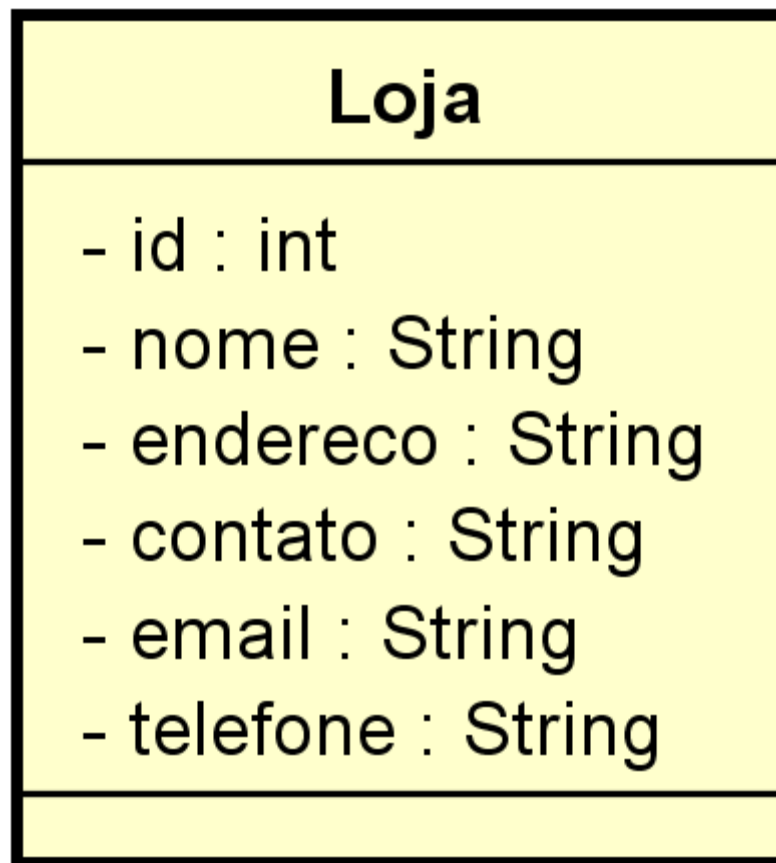 Loja
- id : int
- nome : String
- endereco : String
- contato : String
- email : String
- telefone : String